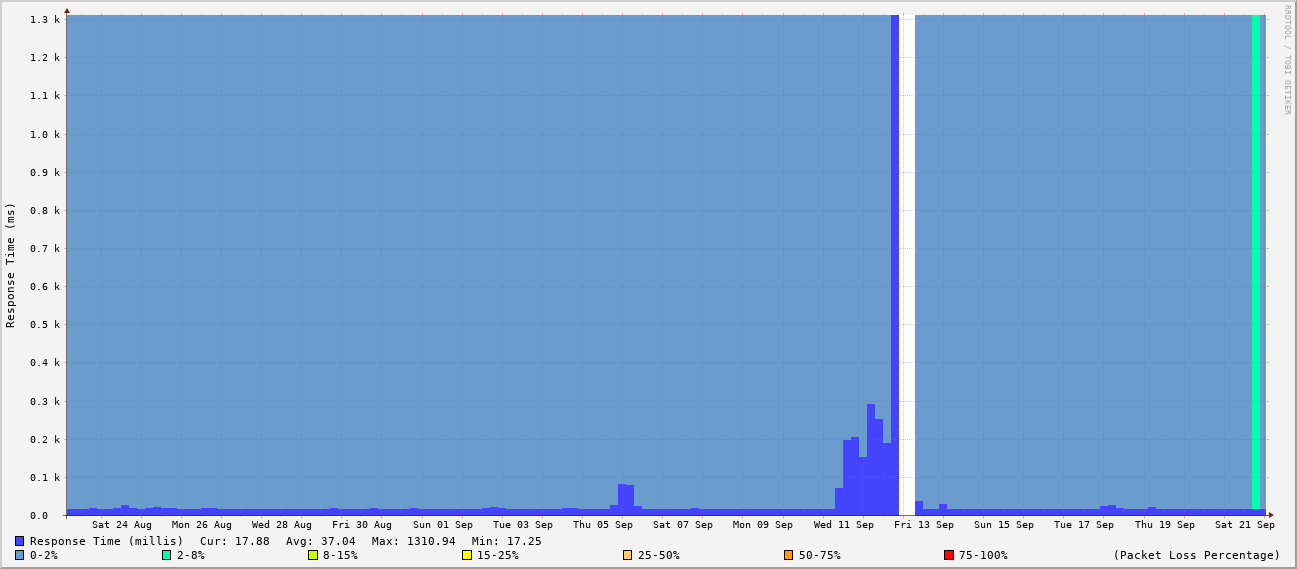 1.3 k
1.2 k
1.1 k
1.0 k
0.9 k
0.8 k
0.7 k
0.6 k
0.5 k
0.4 k
0.3 k
0.2 k
0.1 k
0.0
Response Time (ms)
RRDTOOL / TOBI OETIKER
Sat 24 Aug Mon 26 Aug Wed 28 Aug Fri 30 Aug Sun 01 Sep Tue 03 Sep Thu 05 Sep Sat 07 Sep Mon 09 Sep Wed 11 Sep Fri 13 Sep Sun 15 Sep Tue 17 Sep Thu 19 Sep Sat 21 Sep
Response Time (millis) Cur: 17.88 Avg: 37.04 Max: 1310.94 Min: 17.25
0-2% 2-8% 8-15% 15-25% 25-50% 50-75% 75-100% (Packet Loss Percentage)